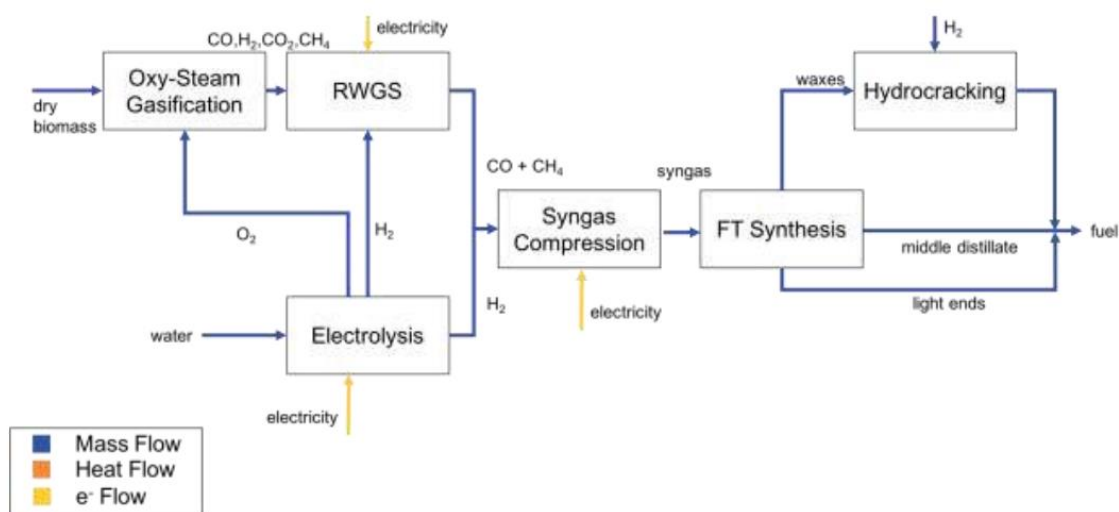 electricity
H₂
CO,H₂,CO₂,CH₄
Oxy-Steam
Gasification
RWGS
waxes
Hydrocracking
dry
biomass
CO + CH₄
syngas
O₂
H₂
Syngas
Compression
FT Synthesis
fuel
middle distillate
light ends
H₂
electricity
water
Electrolysis
electricity
Mass Flow
Heat Flow
e⁻ Flow